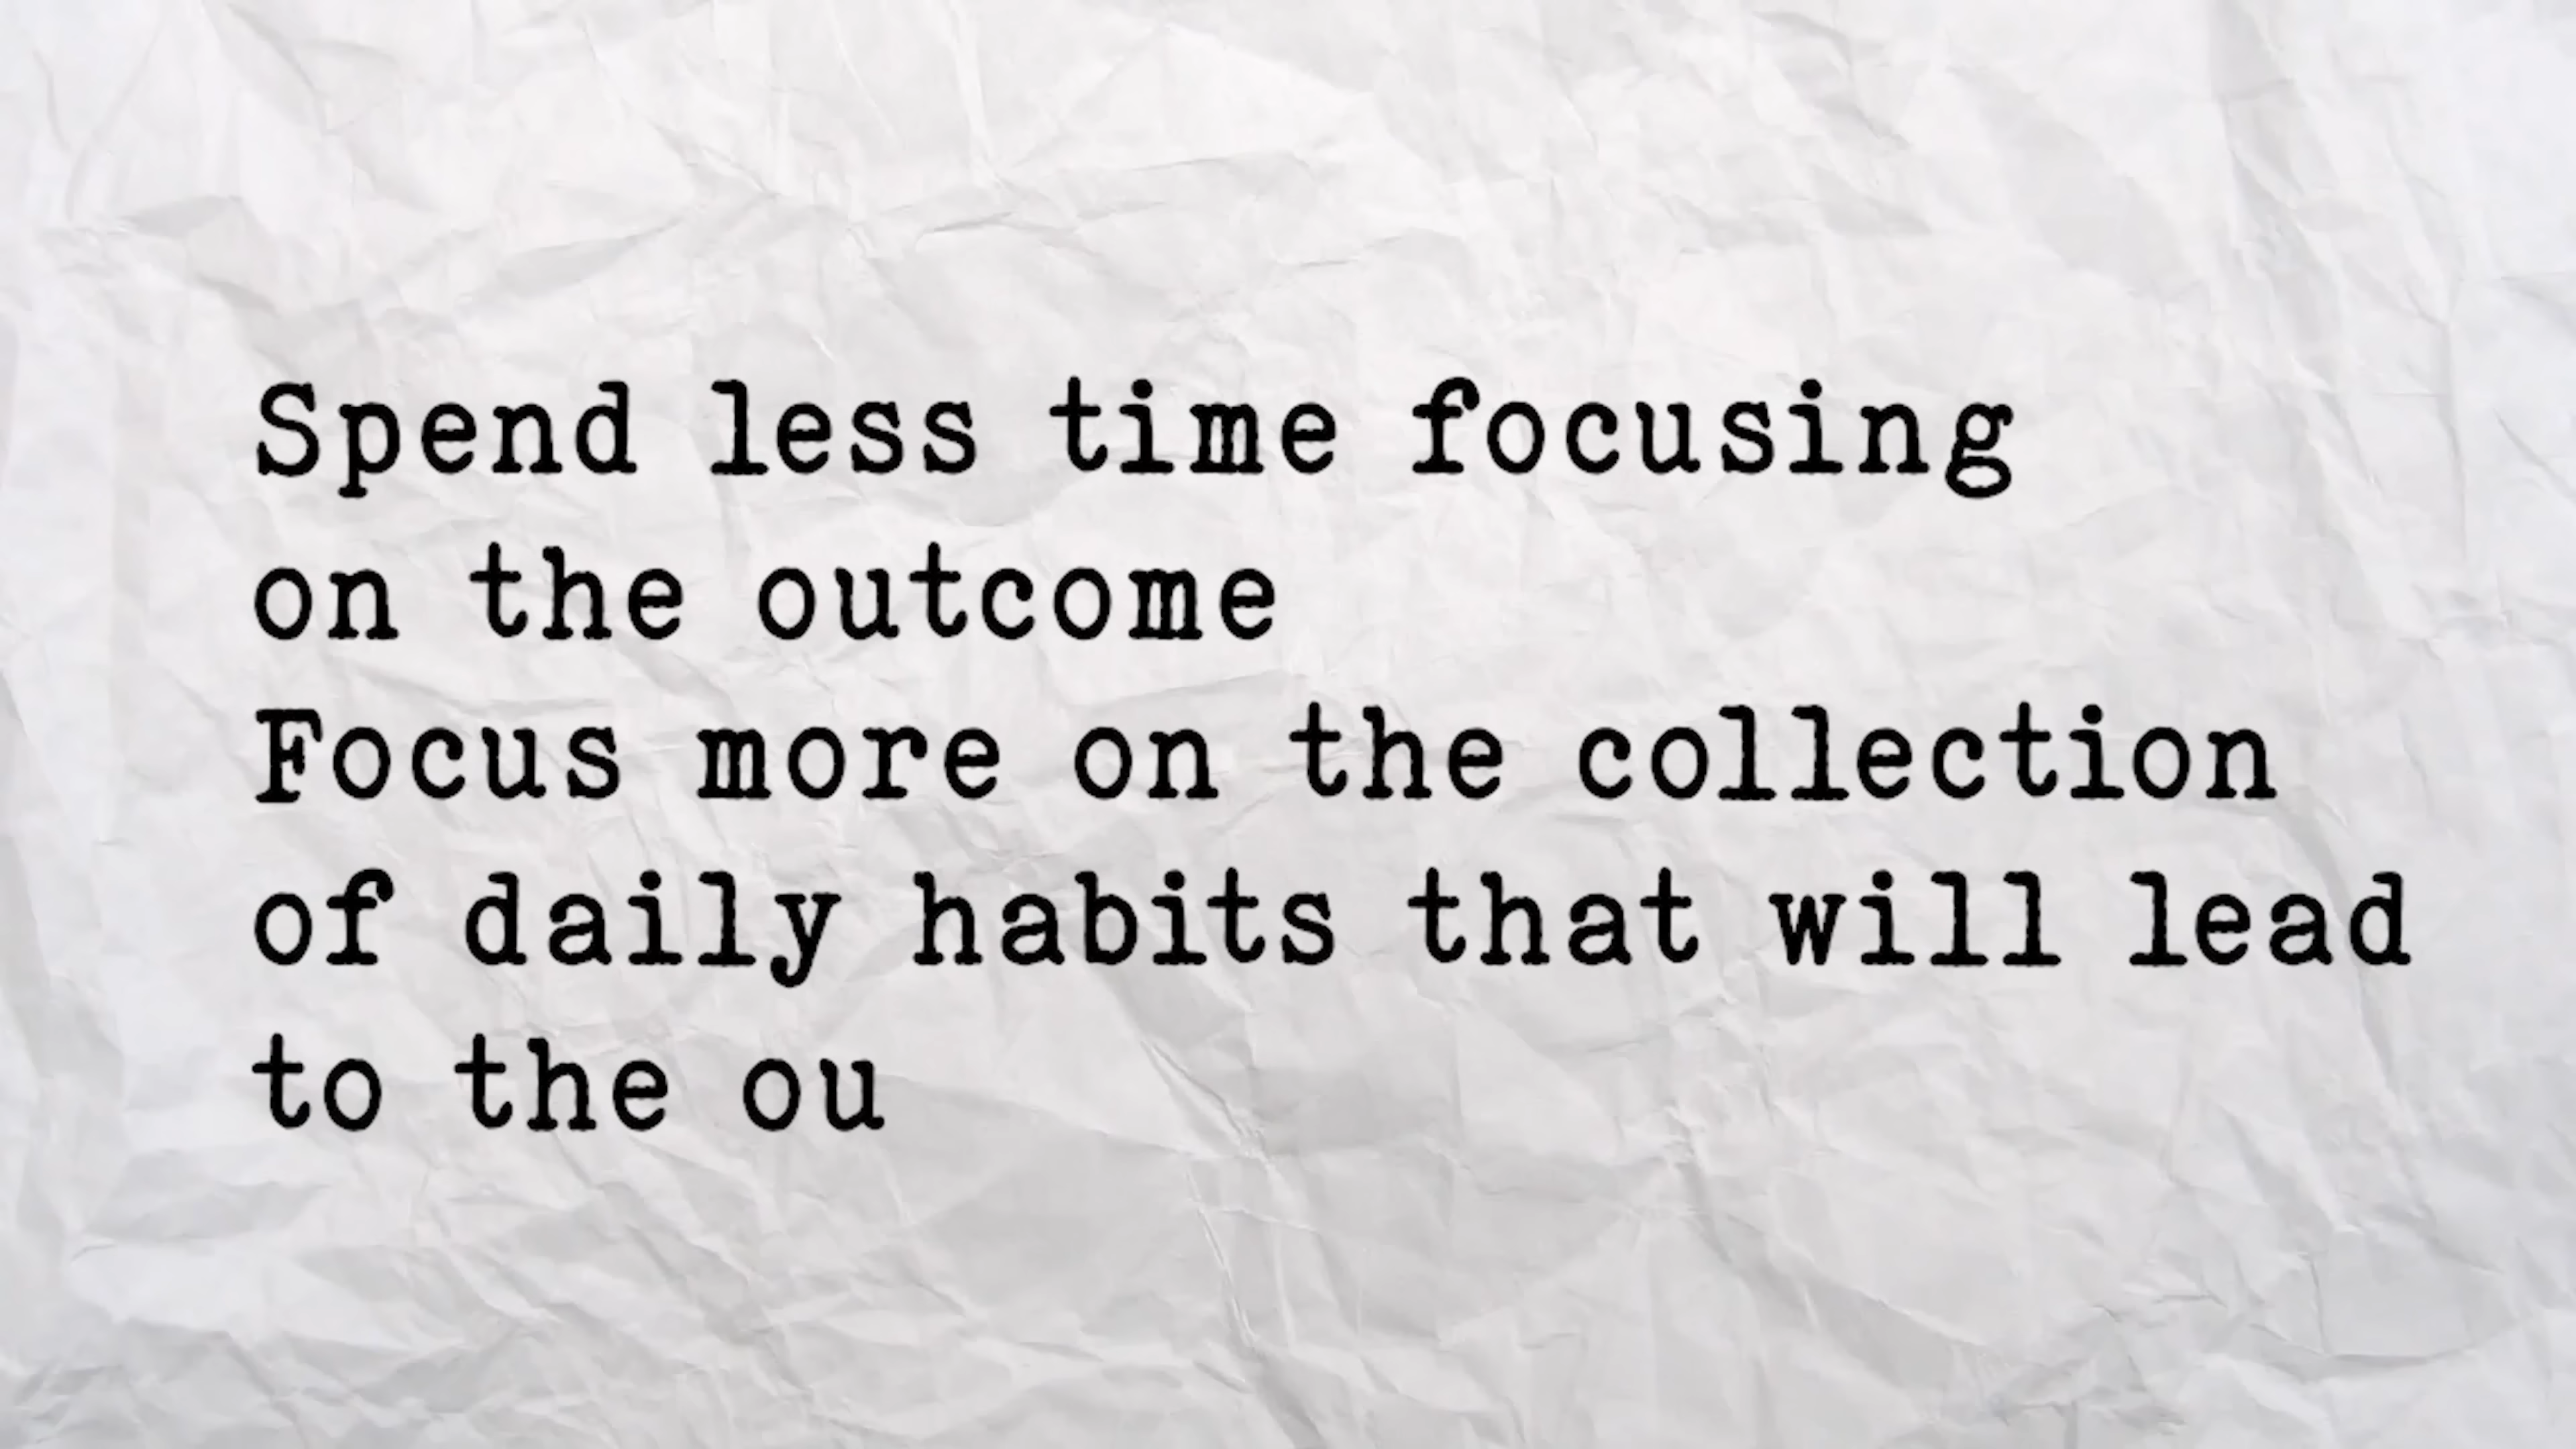 Spend less time focusing
on the outcome
Focus more on the collection
of daily habits that will lead
to the ou